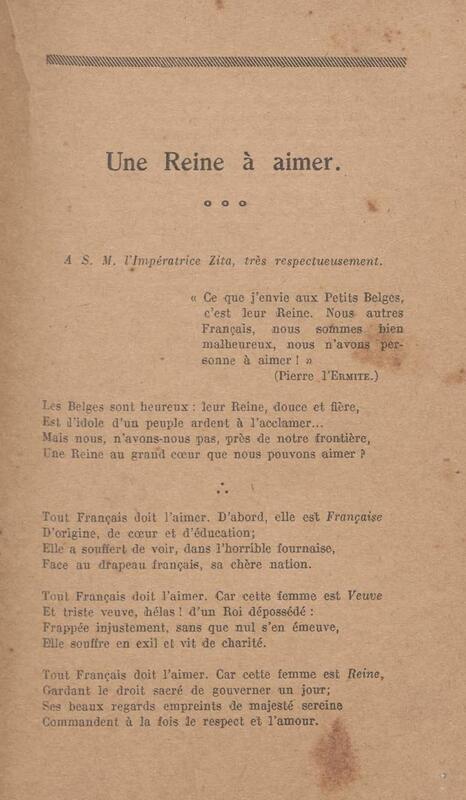 Une Reine à aimer.
A S. M. l'Impératrice Zita, très respectueusement.
« Ce que j'envie aux Petits Belges,
c'est leur Reine. Nous autres
Français, nous sommes bien
malheureux, nous n'avons per-
sonne à aimer ! »
(Pierre l'ERMITE.)
Les Belges sont heureux : leur Reine, douce et fière,
Est l'idole d'un peuple ardent à l'acclamer...
Mais nous, n'avons-nous pas, près de notre frontière,
Une Reine au grand cœur que nous pouvons aimer ?
Tout Français doit l'aimer. D'abord, elle est Française
D'origine, de cœur et d'éducation;
Elle a souffert de voir, dans l'horrible fournaise,
Face au drapeau français, sa chère nation.
Tout Français doit l'aimer. Car cette femme est Veuve
Et triste veuve, hélas ! d'un Roi dépossédé :
Frappée injustement, sans que nul s'en émeuve,
Elle souffre en exil et vit de charité.
Tout Français doit l'aimer. Car cette femme est Reine,
Gardant le droit sacré de gouverner un jour;
Ses beaux regards empreints de majesté sereine
Commandent à la fois le respect et l'amour.